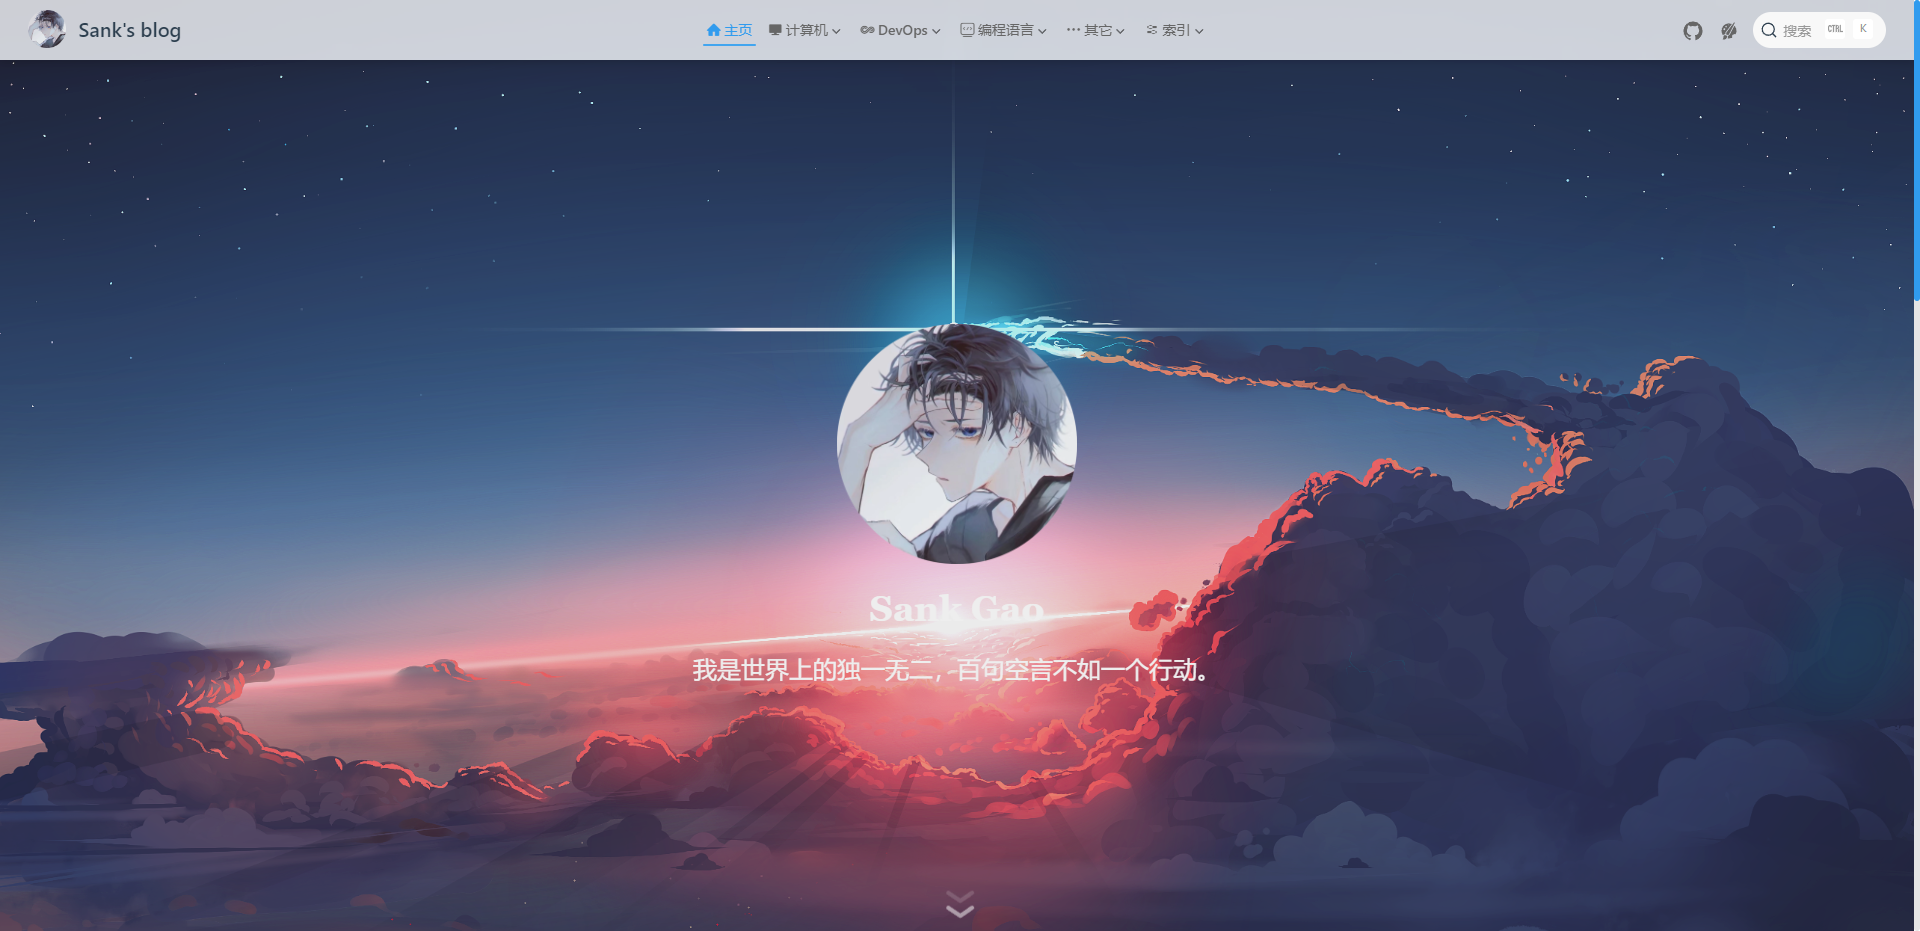 Sank's blog
主页 计算机 DevOps 编程语言 其它 索引
搜索 CTRL K
Sank Gao
我是世界上的独一无二，百句空言不如一个行动。